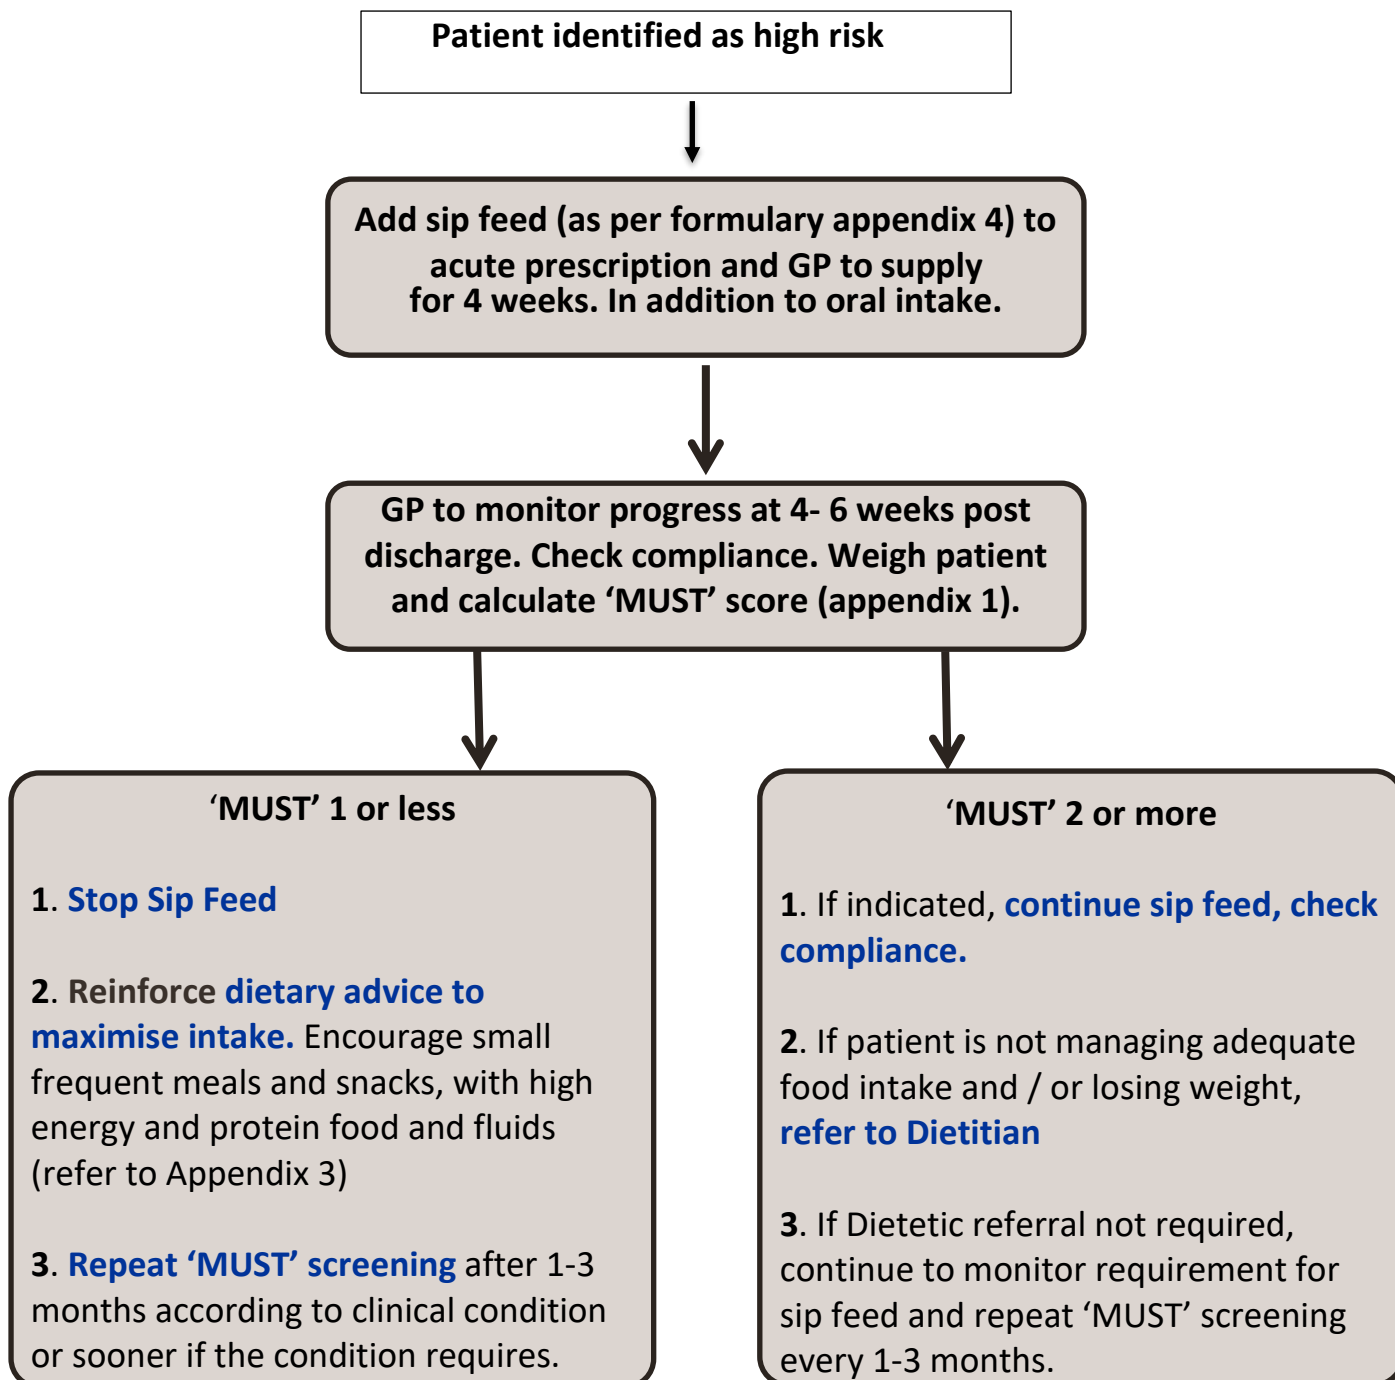 Patient identified as high risk
Add sip feed (as per formulary appendix 4) to
acute prescription and GP to supply
for 4 weeks. In addition to oral intake.
GP to monitor progress at 4- 6 weeks post
discharge. Check compliance. Weigh patient
and calculate ‘MUST’ score (appendix 1).
‘MUST’ 1 or less
1. Stop Sip Feed
2. Reinforce dietary advice to
maximise intake. Encourage small
frequent meals and snacks, with high
energy and protein food and fluids
(refer to Appendix 3)
3. Repeat ‘MUST’ screening after 1-3
months according to clinical condition
or sooner if the condition requires.
‘MUST’ 2 or more
1. If indicated, continue sip feed, check
compliance.
2. If patient is not managing adequate
food intake and / or losing weight,
refer to Dietitian
3. If Dietetic referral not required,
continue to monitor requirement for
sip feed and repeat ‘MUST’ screening
every 1-3 months.